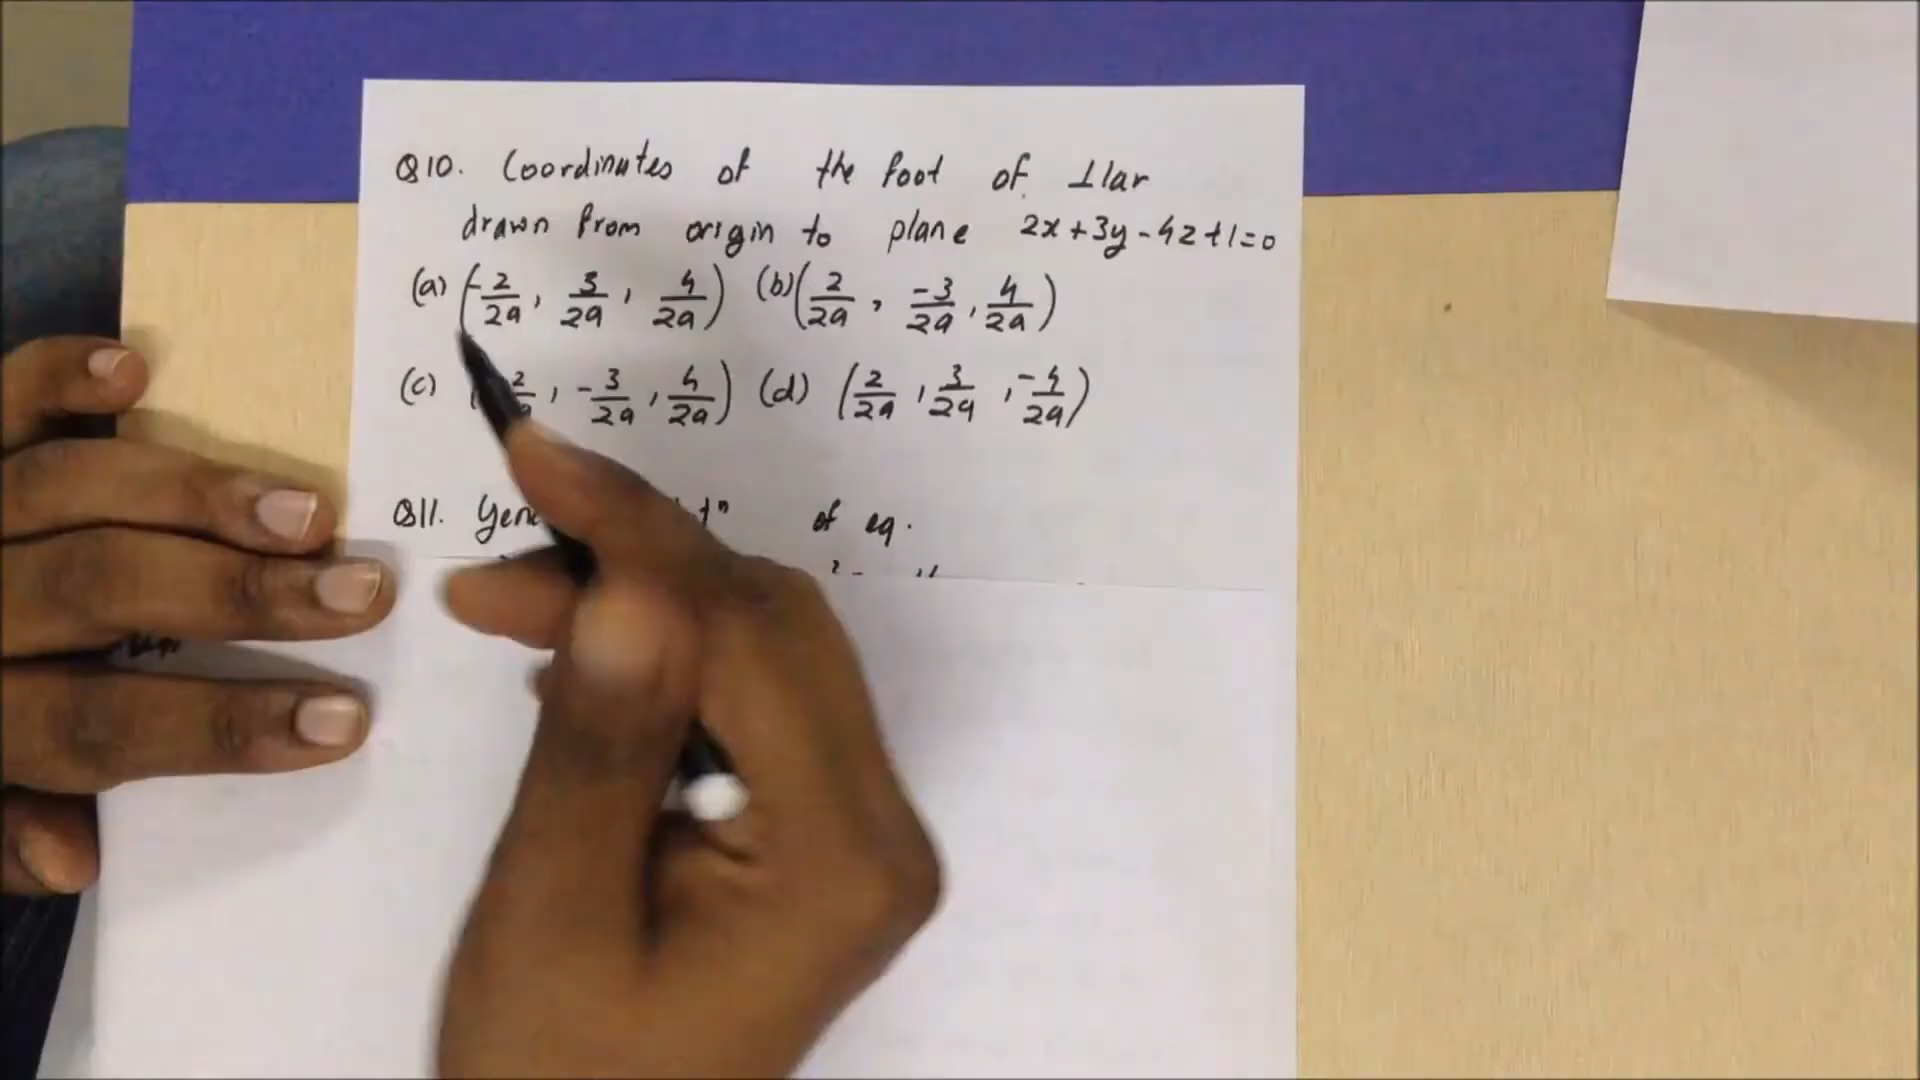 Q10. Coordinates of the foot of ⊥lar
drawn from origin to plane 2x+3y-4z+1=0
(a) (-2/29, 3/29, 4/29) (b) (2/29, -3/29, 4/29)
(c) 2/29, -3/29, 4/29) (d) (2/29, 3/29, -4/29)
Q11. of eq.